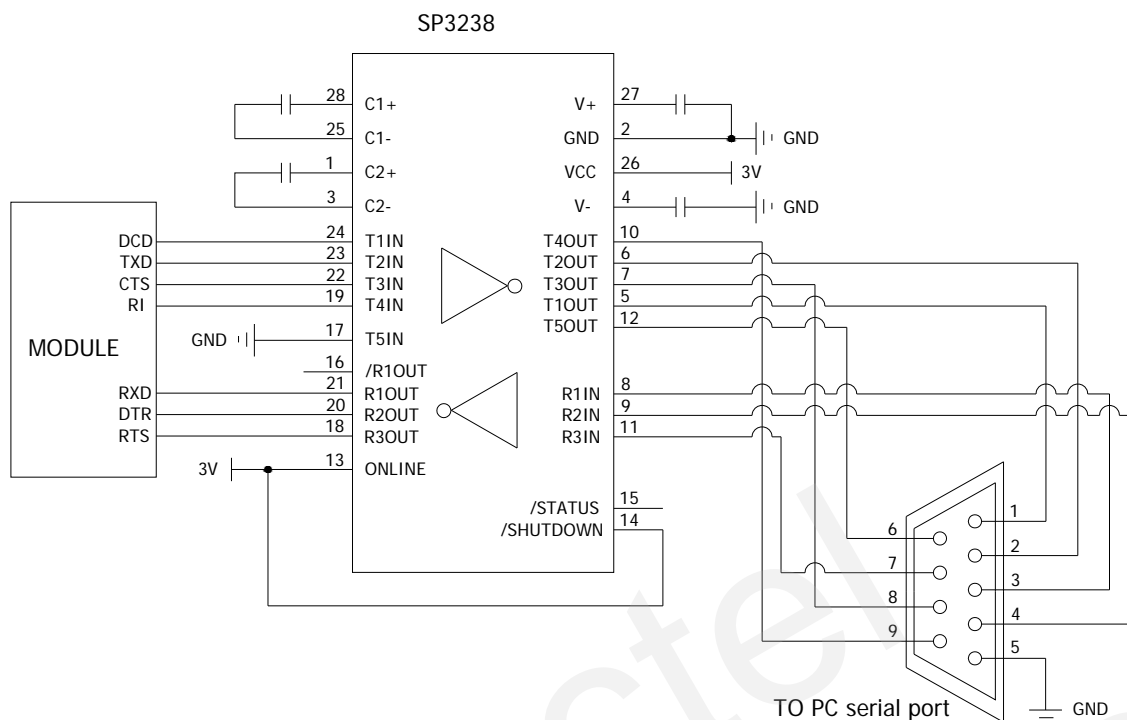 SP3238
28 C1+ V+ 27
25 C1- GND 2 GND
1 C2+ VCC 26 3V
3 C2- V- 4 GND
MODULE
DCD 24 T1IN T4OUT 10
TXD 23 T2IN T2OUT 6
CTS 22 T3IN T3OUT 7
RI 19 T4IN T1OUT 5
T5OUT 12
GND 17 T5IN
16 /R1OUT
RXD 21 R1OUT R1IN 8
DTR 20 R2OUT R2IN 9
RTS 18 R3OUT R3IN 11
3V 13 ONLINE
/STATUS 15
/SHUTDOWN 14
1
6
2
7
3
8
4
9
5
GND
TO PC serial port
ctel